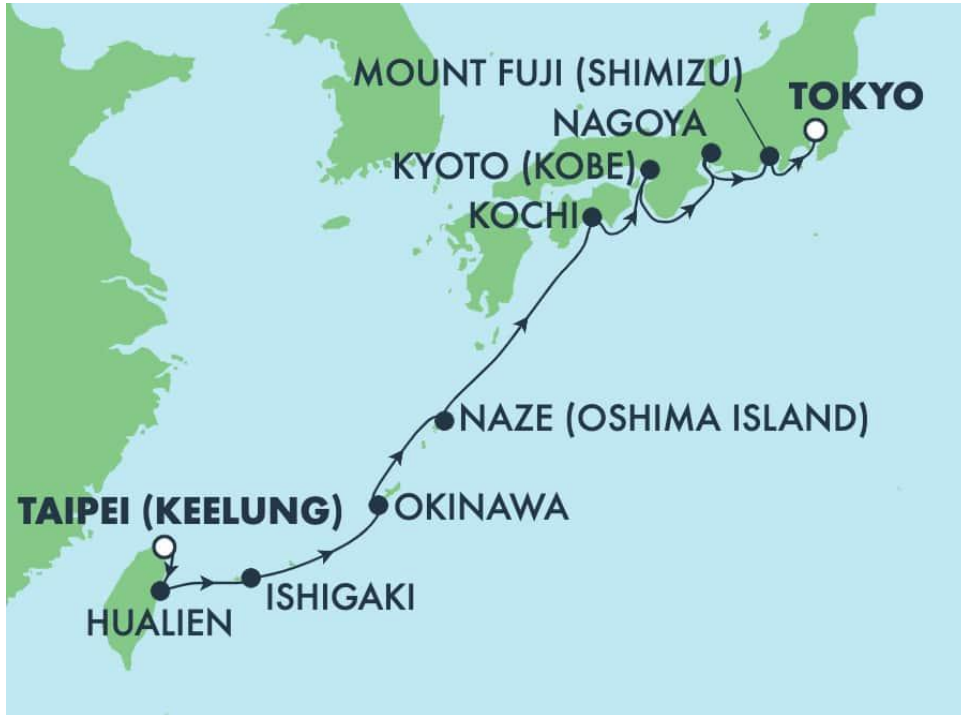 MOUNT FUJI (SHIMIZU)
TOKYO
NAGOYA
KYOTO (KOBE)
KOCHI
NAZE (OSHIMA ISLAND)
TAIPEI (KEELUNG)
OKINAWA
ISHIGAKI
HUALIEN